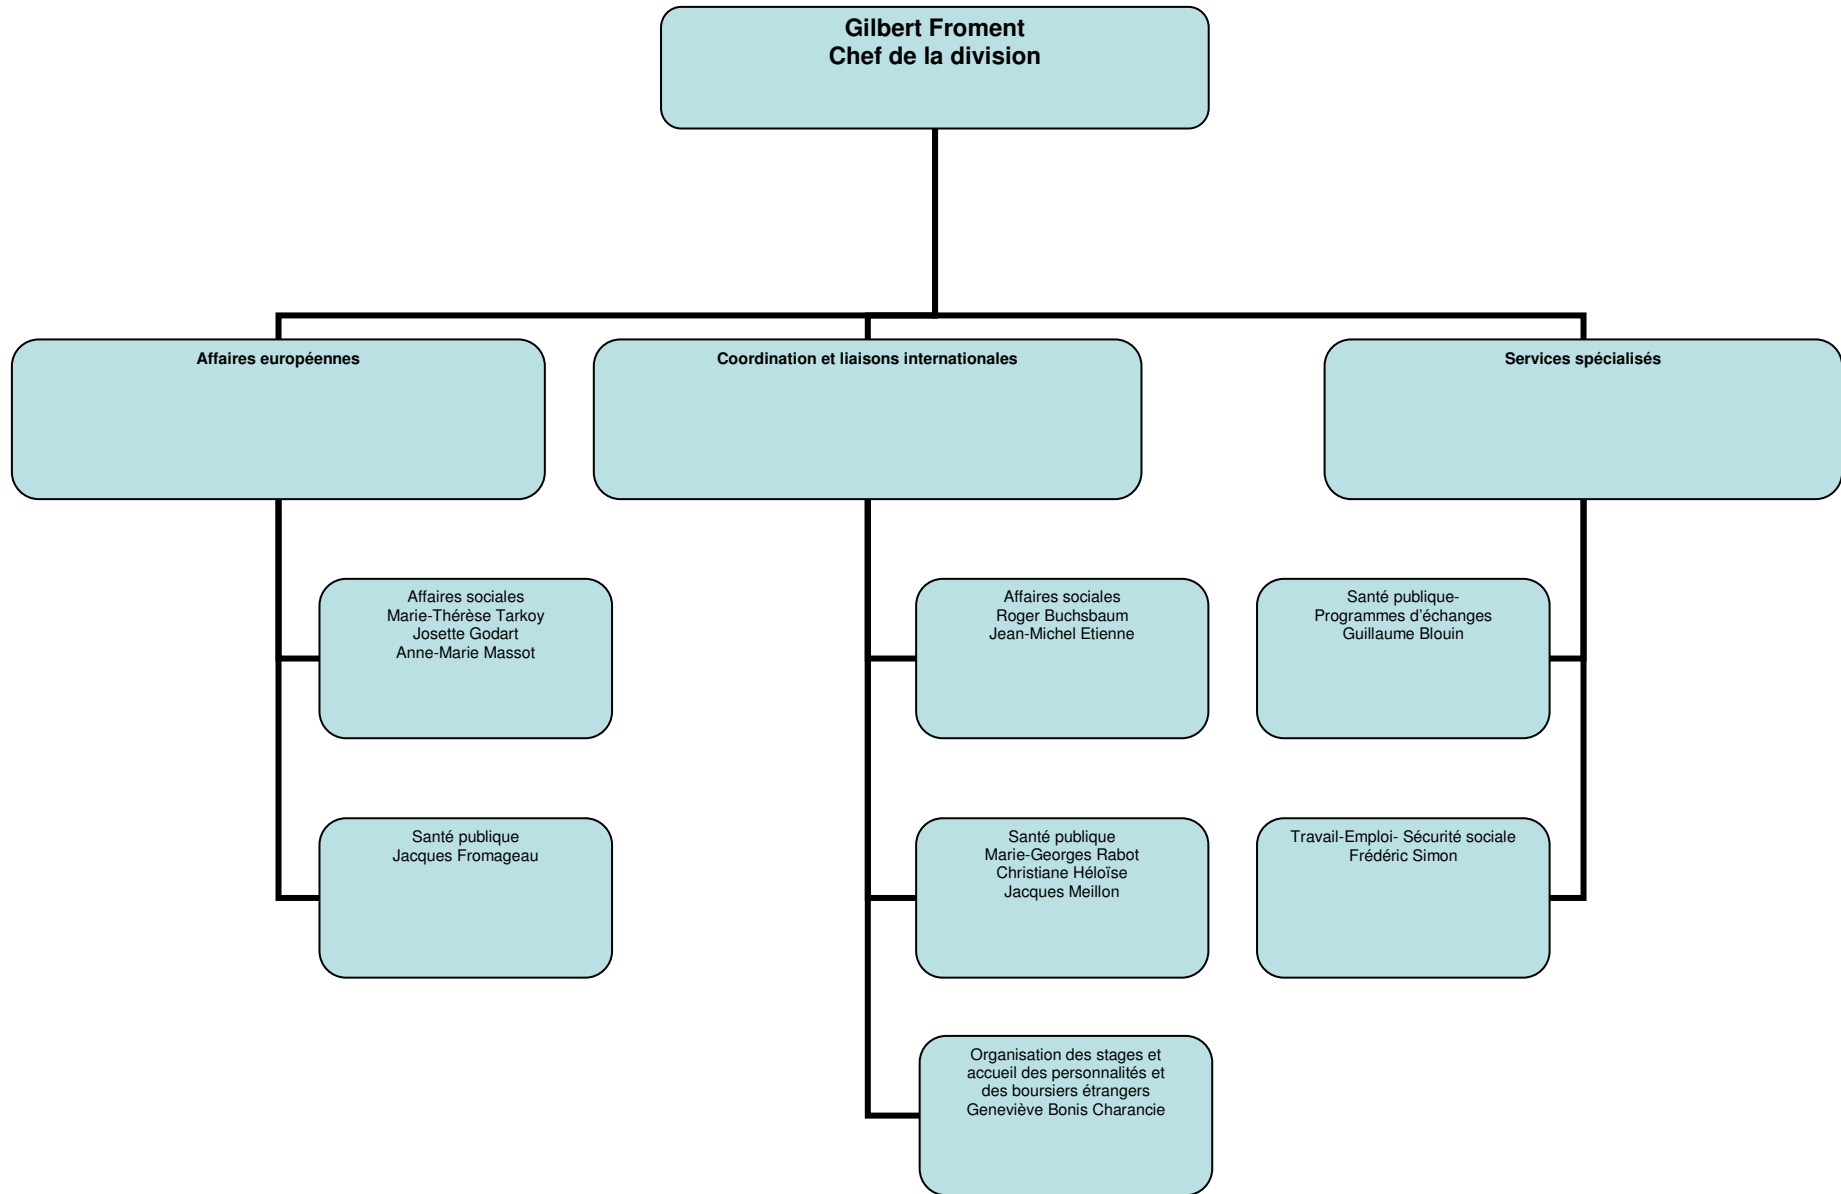 Gilbert Froment
Chef de la division
Affaires européennes
Coordination et liaisons internationales
Services spécialisés
Affaires sociales
Marie-Thérèse Tarkoy
Josette Godart
Anne-Marie Massot
Affaires sociales
Roger Buchsbaum
Jean-Michel Etienne
Santé publique-
Programmes d’échanges
Guillaume Blouin
Santé publique
Jacques Fromageau
Santé publique
Marie-Georges Rabot
Christiane Héloïse
Jacques Meillon
Travail-Emploi- Sécurité sociale
Frédéric Simon
Organisation des stages et
accueil des personnalités et
des boursiers étrangers
Geneviève Bonis Charancie